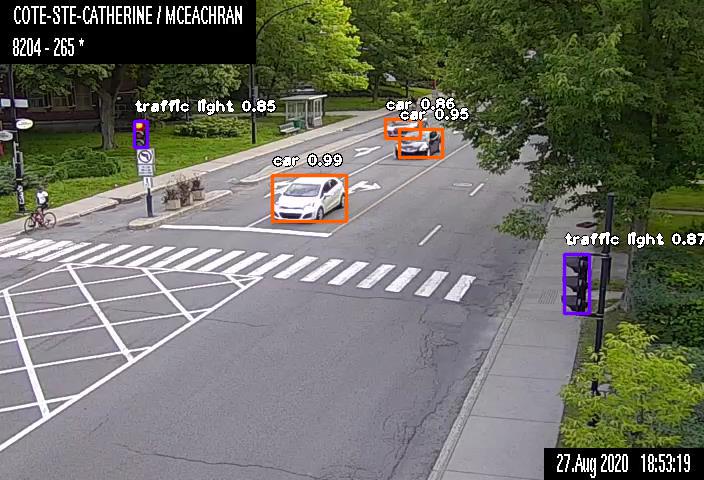 COTE-STE-CATHERINE / MCEACHRAN
8204 - 265 *
car 0.86
traffic light 0.85
car 0.95
car 0.99
traffic light 0.87
27.Aug 2020 18:53:19